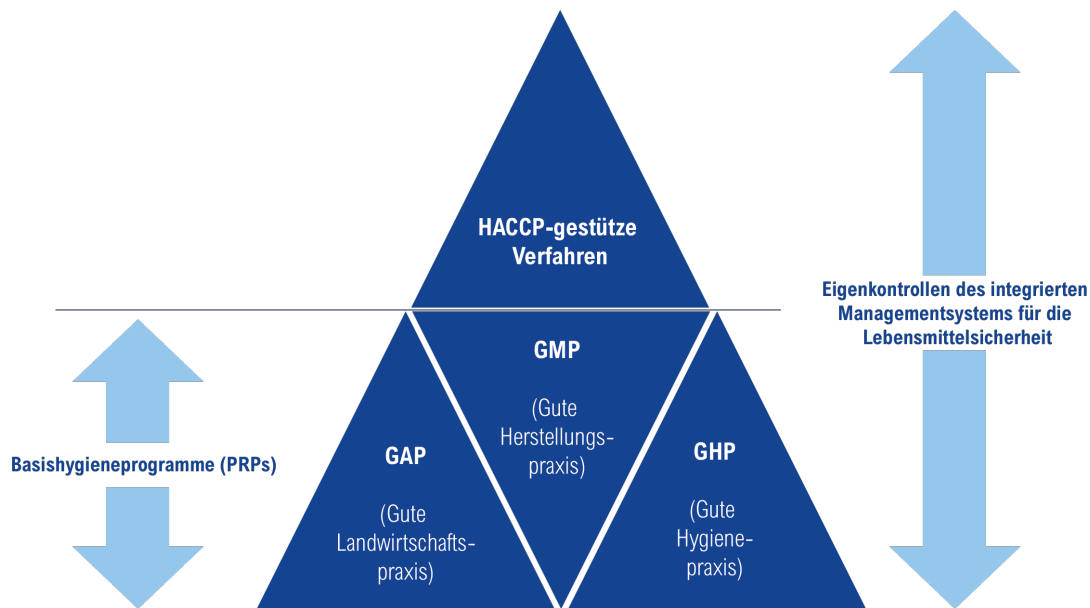 HACCP-gestütze
Verfahren
Eigenkontrollen des integrierten
Managementsystems für die
Lebensmittelsicherheit
GMP
(Gute
Herstellungs-
praxis)
Basishygieneprogramme (PRPs)
GAP
(Gute
Landwirtschafts-
praxis)
GHP
(Gute
Hygiene-
praxis)